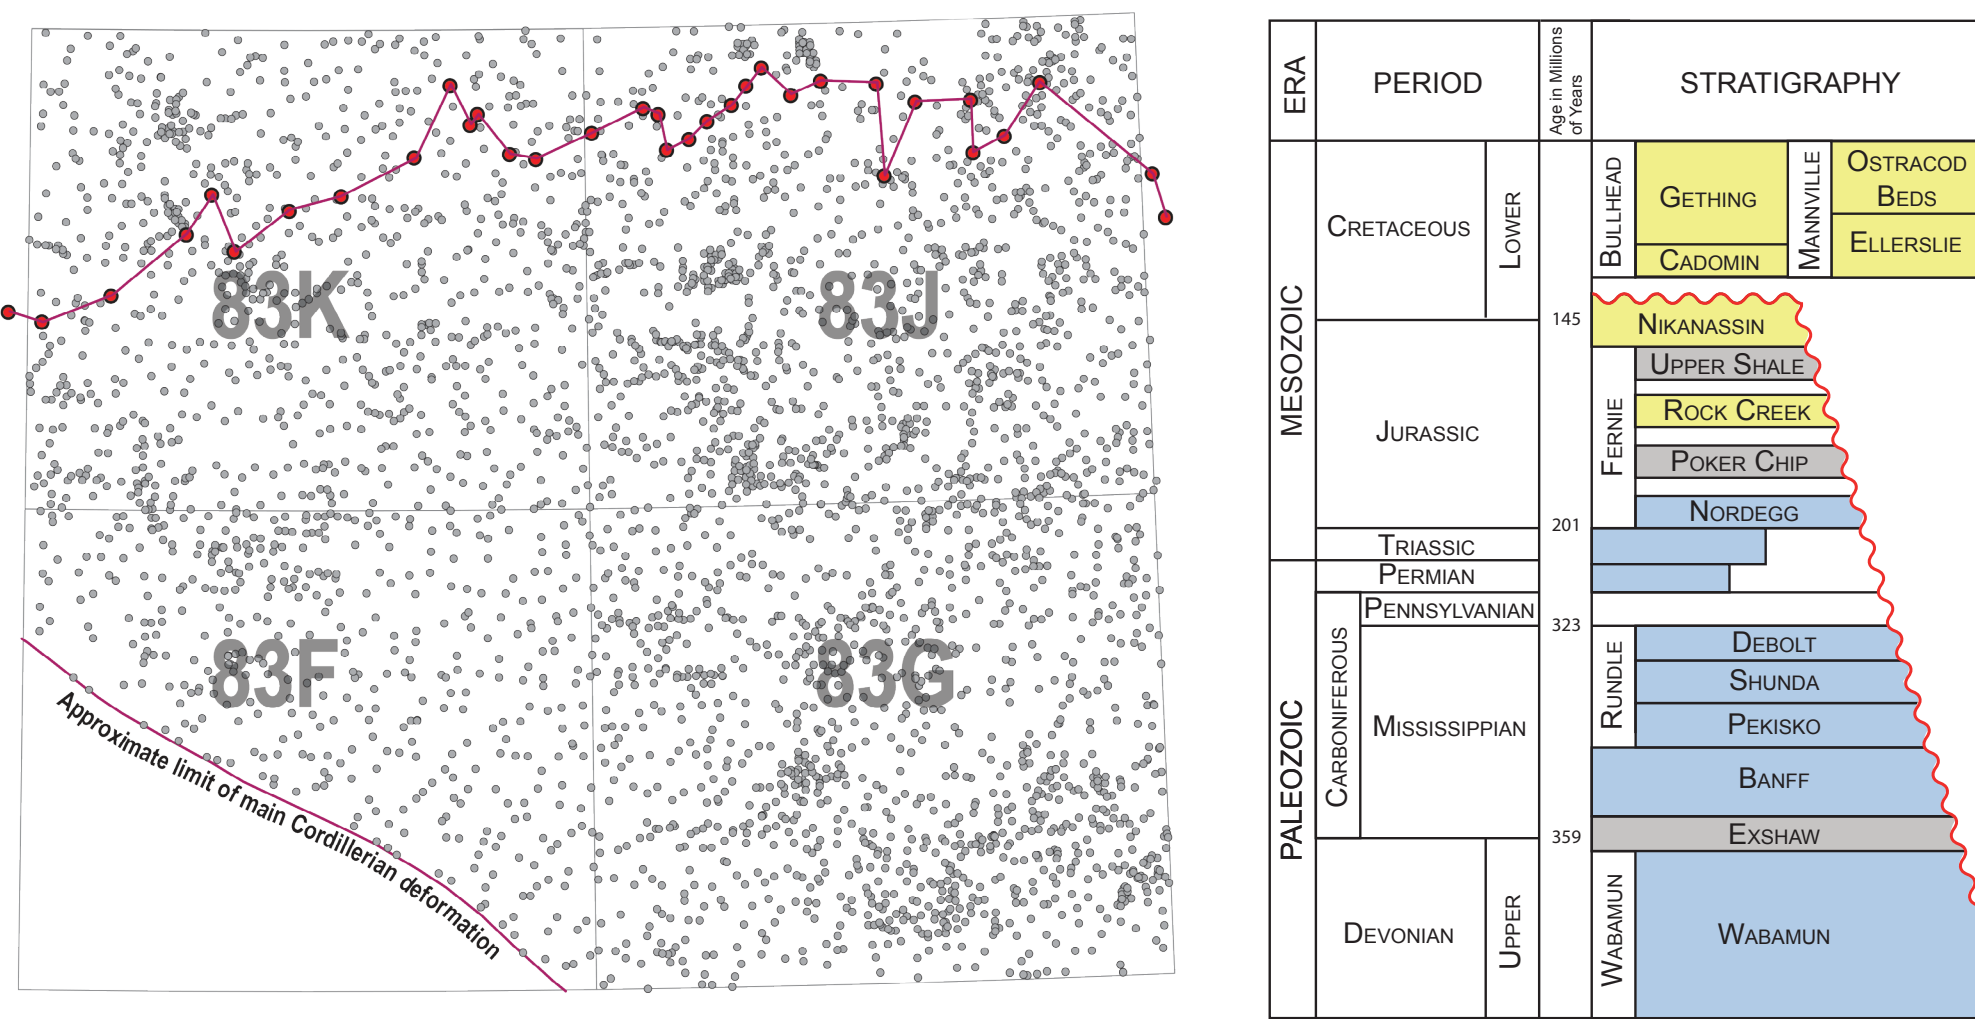 83K
83J
83F
83G
Approximate limit of main Cordillerian deformation
ERA
PERIOD
Age in Millions
of Years
STRATIGRAPHY
MESOZOIC
PALEOZOIC
CRETACEOUS
LOWER
JURASSIC
TRIASSIC
PERMIAN
CARBONIFEROUS
PENNSYLVANIAN
MISSISSIPPIAN
DEVONIAN
UPPER
145
201
323
359
BULLHEAD
GETHING
CADOMIN
MANNVILLE
OSTRACOD
BEDS
ELLERSLIE
NIKANASSIN
FERNIE
UPPER SHALE
ROCK CREEK
POKER CHIP
NORDEGG
RUNDLE
DEBOLT
SHUNDA
PEKISKO
BANFF
EXSHAW
WABAMUN
WABAMUN